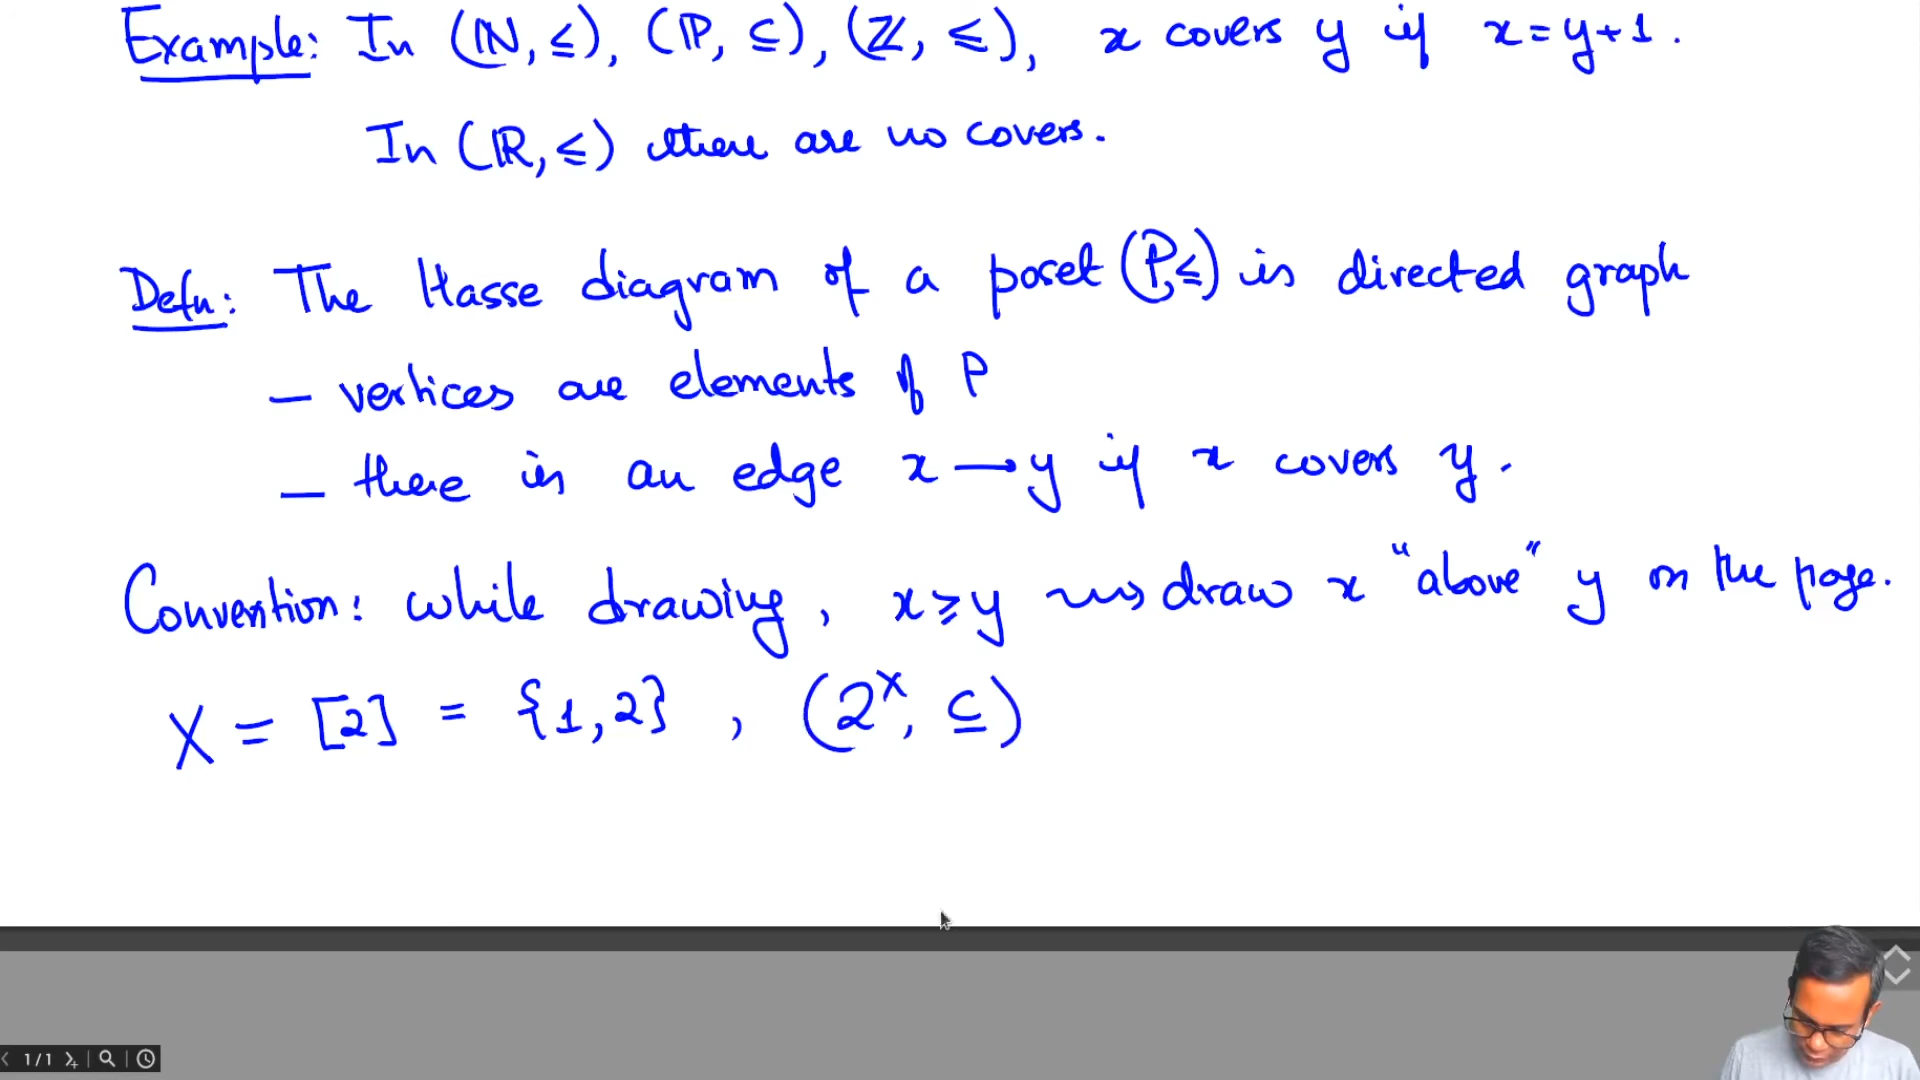 Example: In (ℕ, ≤), (ℙ, ⊆), (ℤ, ≤), x covers y if x = y + 1.
In (ℝ, ≤) there are no covers.
Defn: The Hasse diagram of a poset (P, ≤) is directed graph
— vertices are elements of P
— there is an edge x ⟶ y if x covers y.
Convention: while drawing, x ≥ y ⇝ draw x "above" y on the page.
X = [2] = {1, 2} , (2^X, ⊆)
1/1